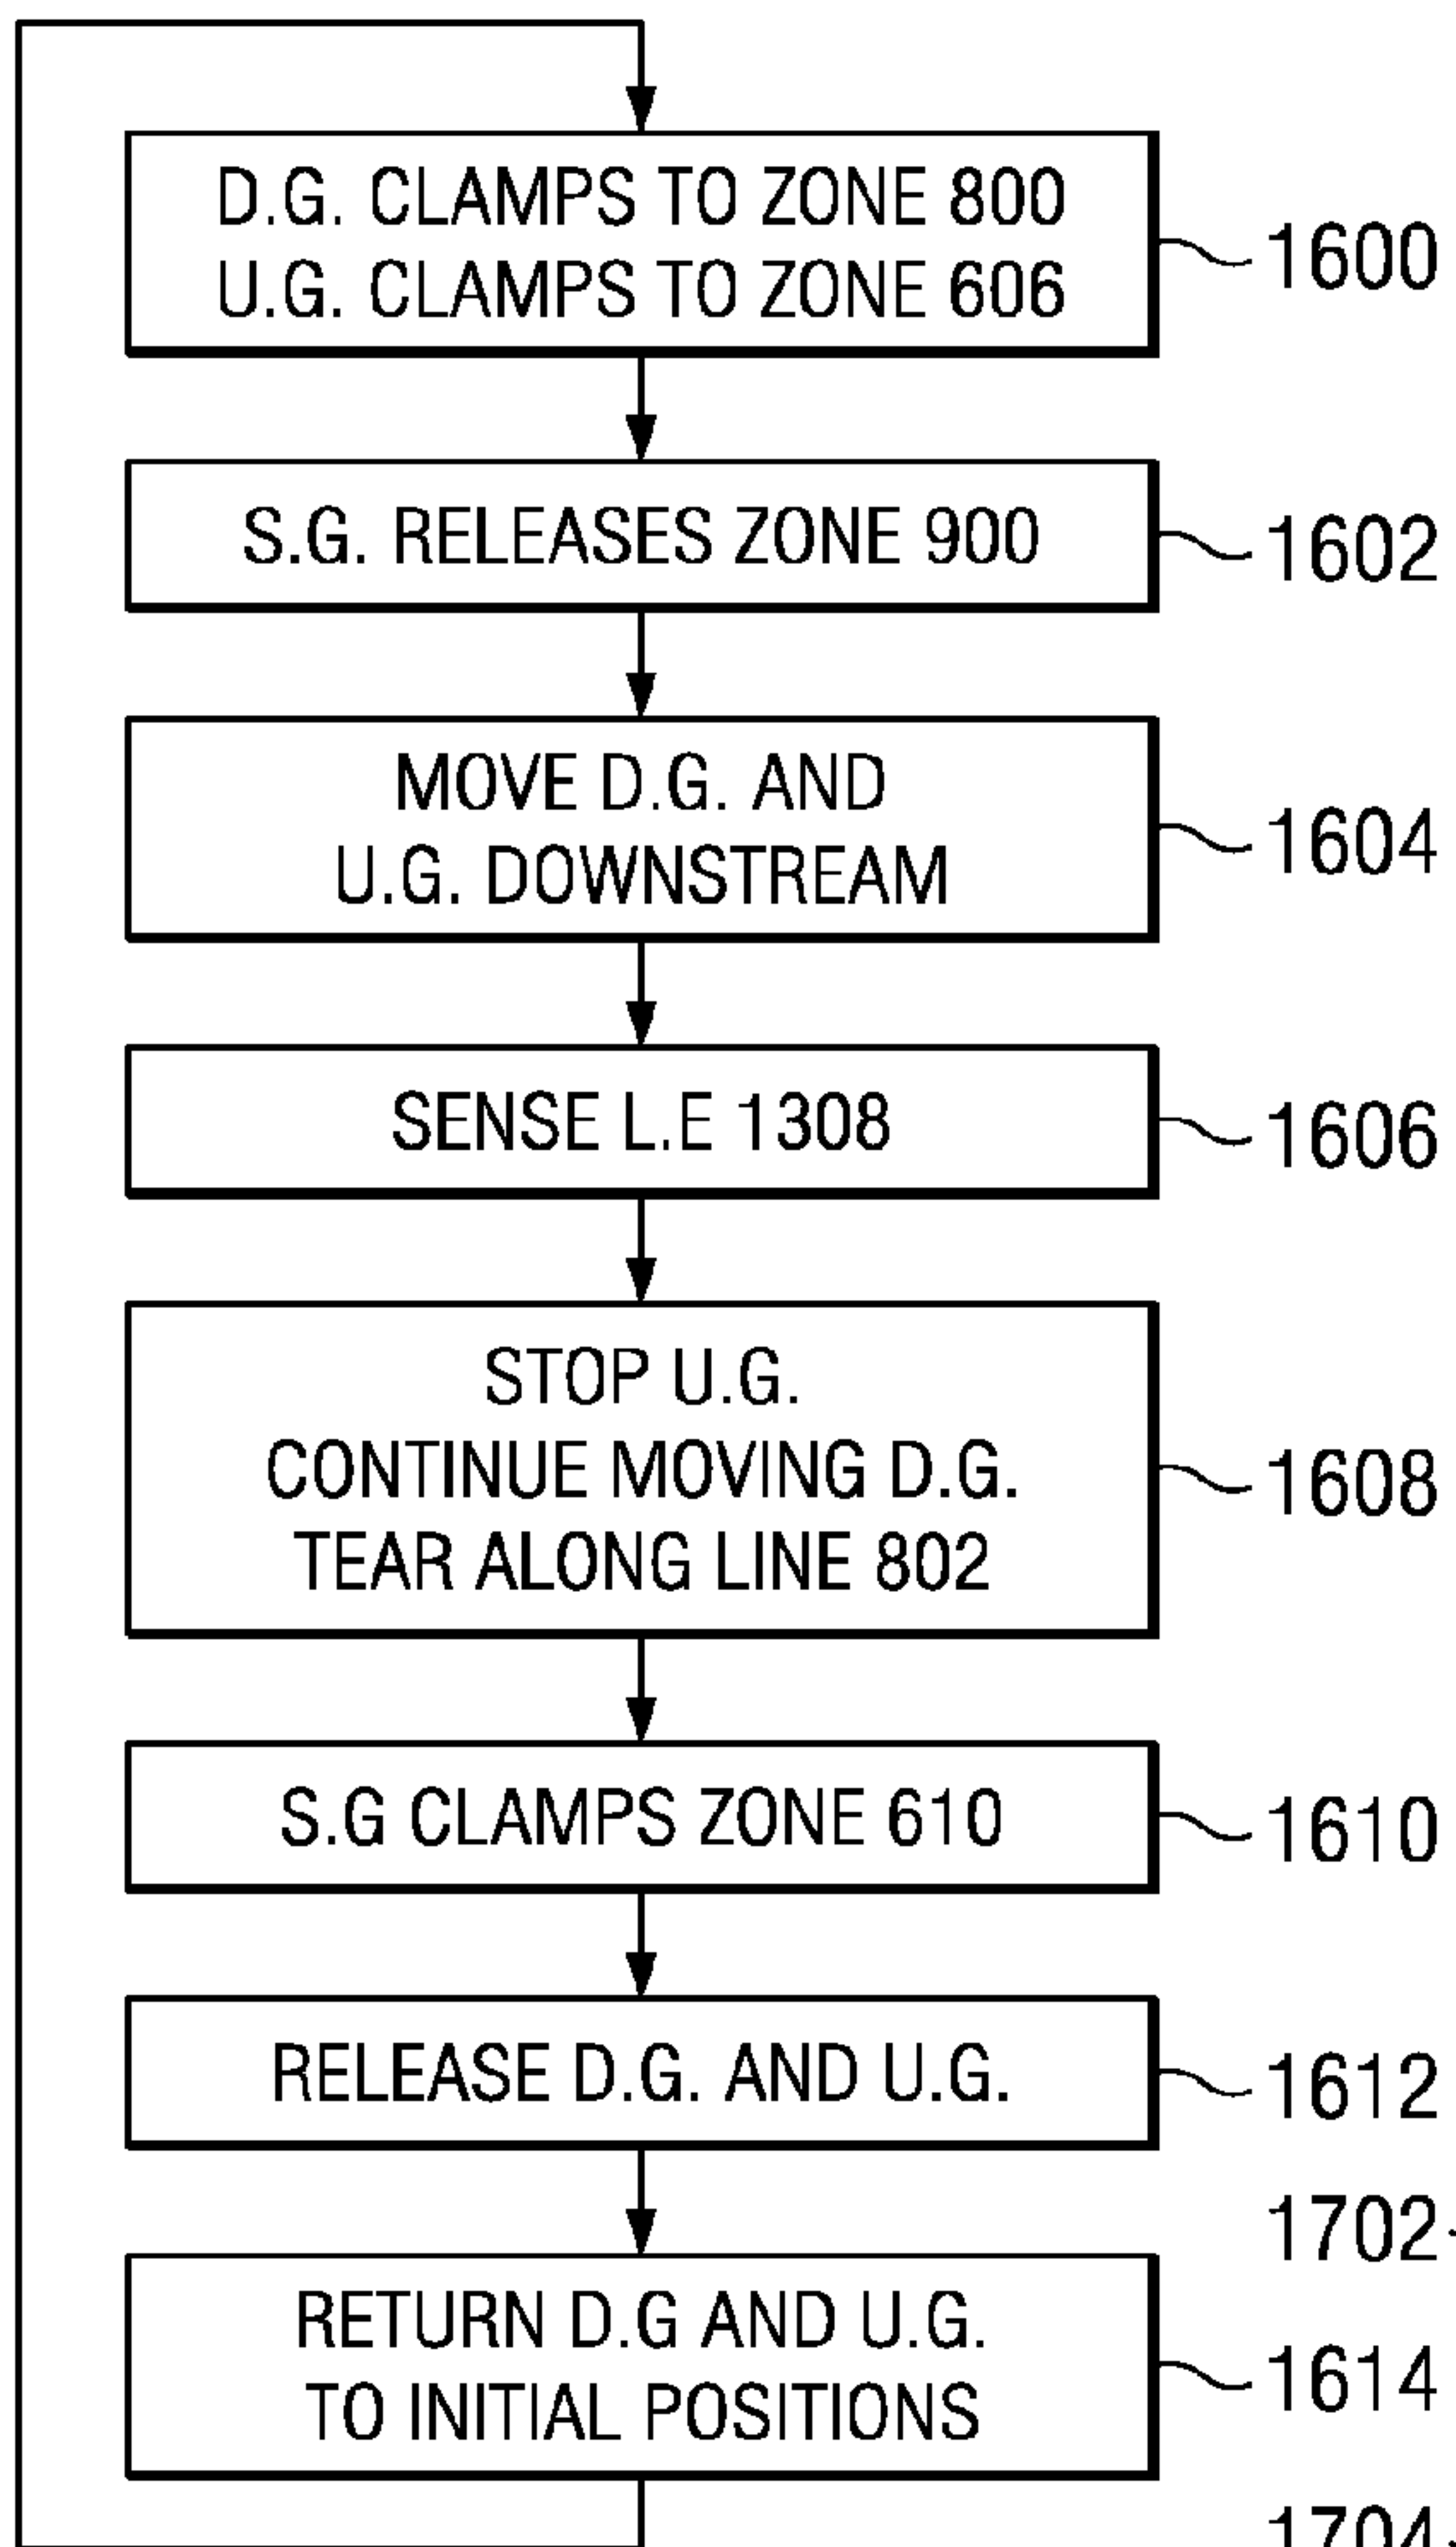 D.G. CLAMPS TO ZONE 800
U.G. CLAMPS TO ZONE 606
1600
S.G. RELEASES ZONE 900
1602
MOVE D.G. AND
U.G. DOWNSTREAM
1604
SENSE L.E 1308
1606
STOP U.G.
CONTINUE MOVING D.G.
TEAR ALONG LINE 802
1608
S.G CLAMPS ZONE 610
1610
RELEASE D.G. AND U.G.
1612
1702
RETURN D.G AND U.G.
TO INITIAL POSITIONS
1614
1704